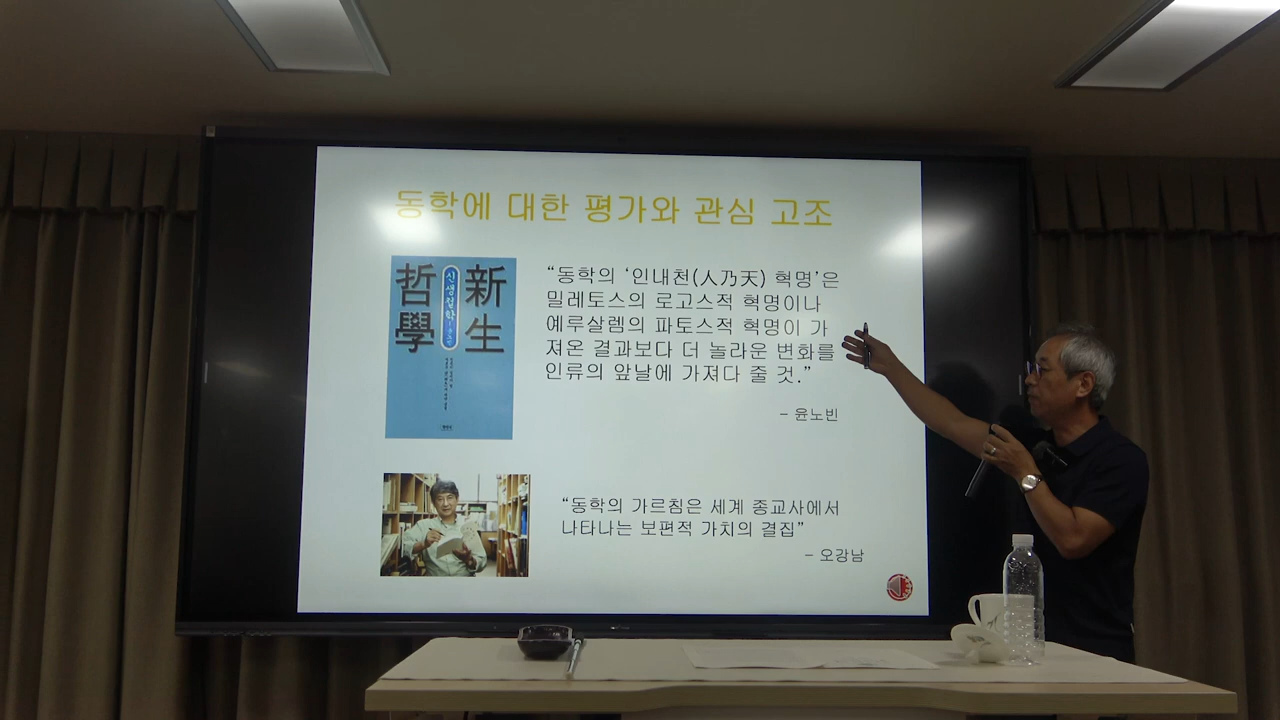 동학에 대한 평가와 관심 고조
新生
신생철학
哲學
“동학의 ‘인내천(人乃天) 혁명’은
밀레토스의 로고스적 혁명이나
예루살렘의 파토스적 혁명이 가
져온 결과보다 더 놀라운 변화를
인류의 앞날에 가져다 줄 것.”
– 윤노빈
“동학의 가르침은 세계 종교사에서
나타나는 보편적 가치의 결집”
– 오강남